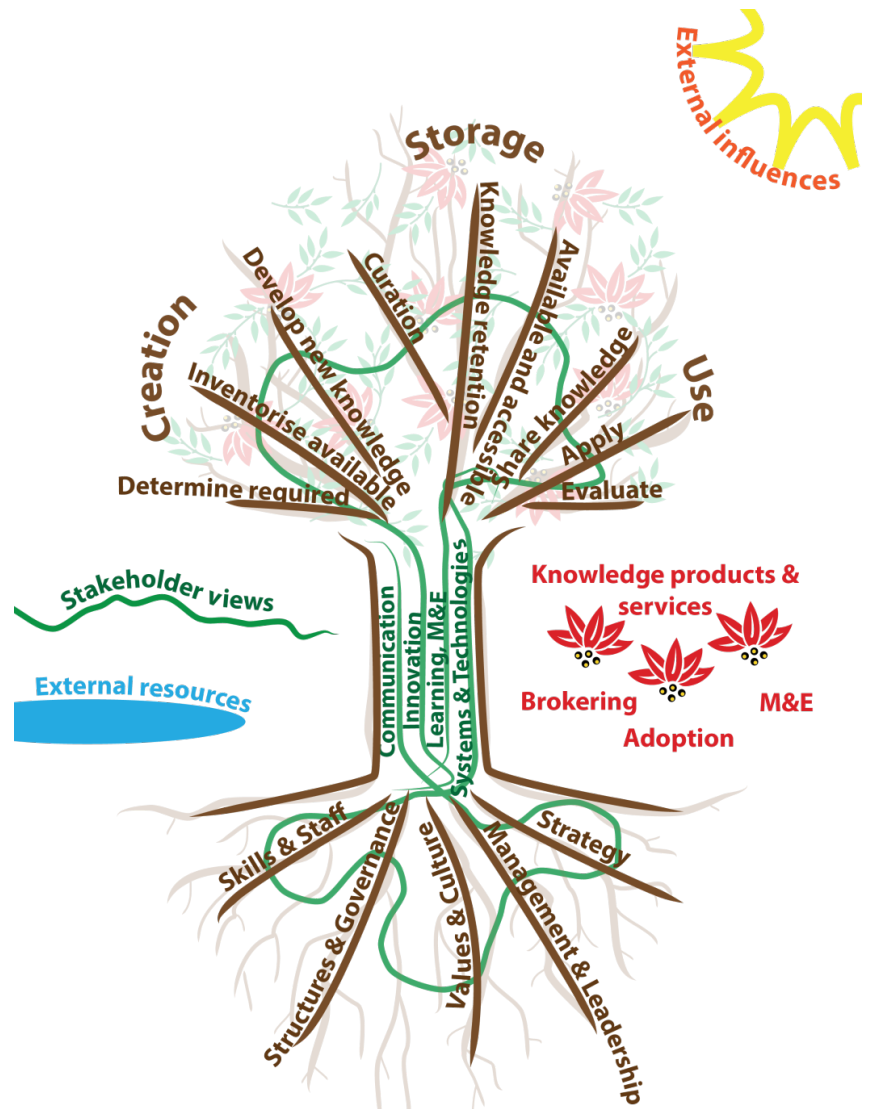 External influences
Storage
Creation
Use
Determine required
Inventorise available
Develop new knowledge
Curation
Knowledge retention
Available and accessible
Share knowledge
Apply
Evaluate
Stakeholder views
External resources
Communication
Innovation
Learning, M&E
Systems & Technologies
Knowledge products &
services
Brokering
Adoption
M&E
Skills & Staff
Structures & Governance
Values & Culture
Management & Leadership
Strategy